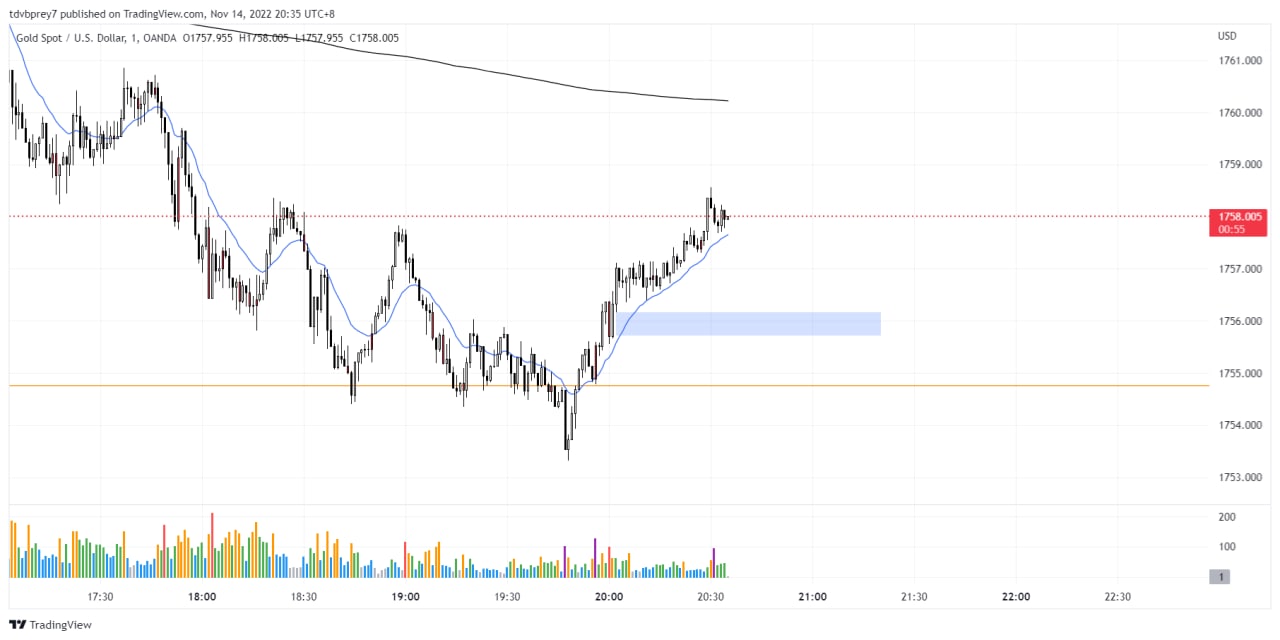 tdvbprey7 published on TradingView.com, Nov 14, 2022 20:35 UTC+8
Gold Spot / U.S. Dollar, 1, OANDA O1757.955 H1758.005 L1757.955 C1758.005
USD
1761.000
1760.000
1759.000
1758.005
00:55
1757.000
1756.000
1755.000
1754.000
1753.000
200
100
1
17:30 18:00 18:30 19:00 19:30 20:00 20:30 21:00 21:30 22:00 22:30
TradingView